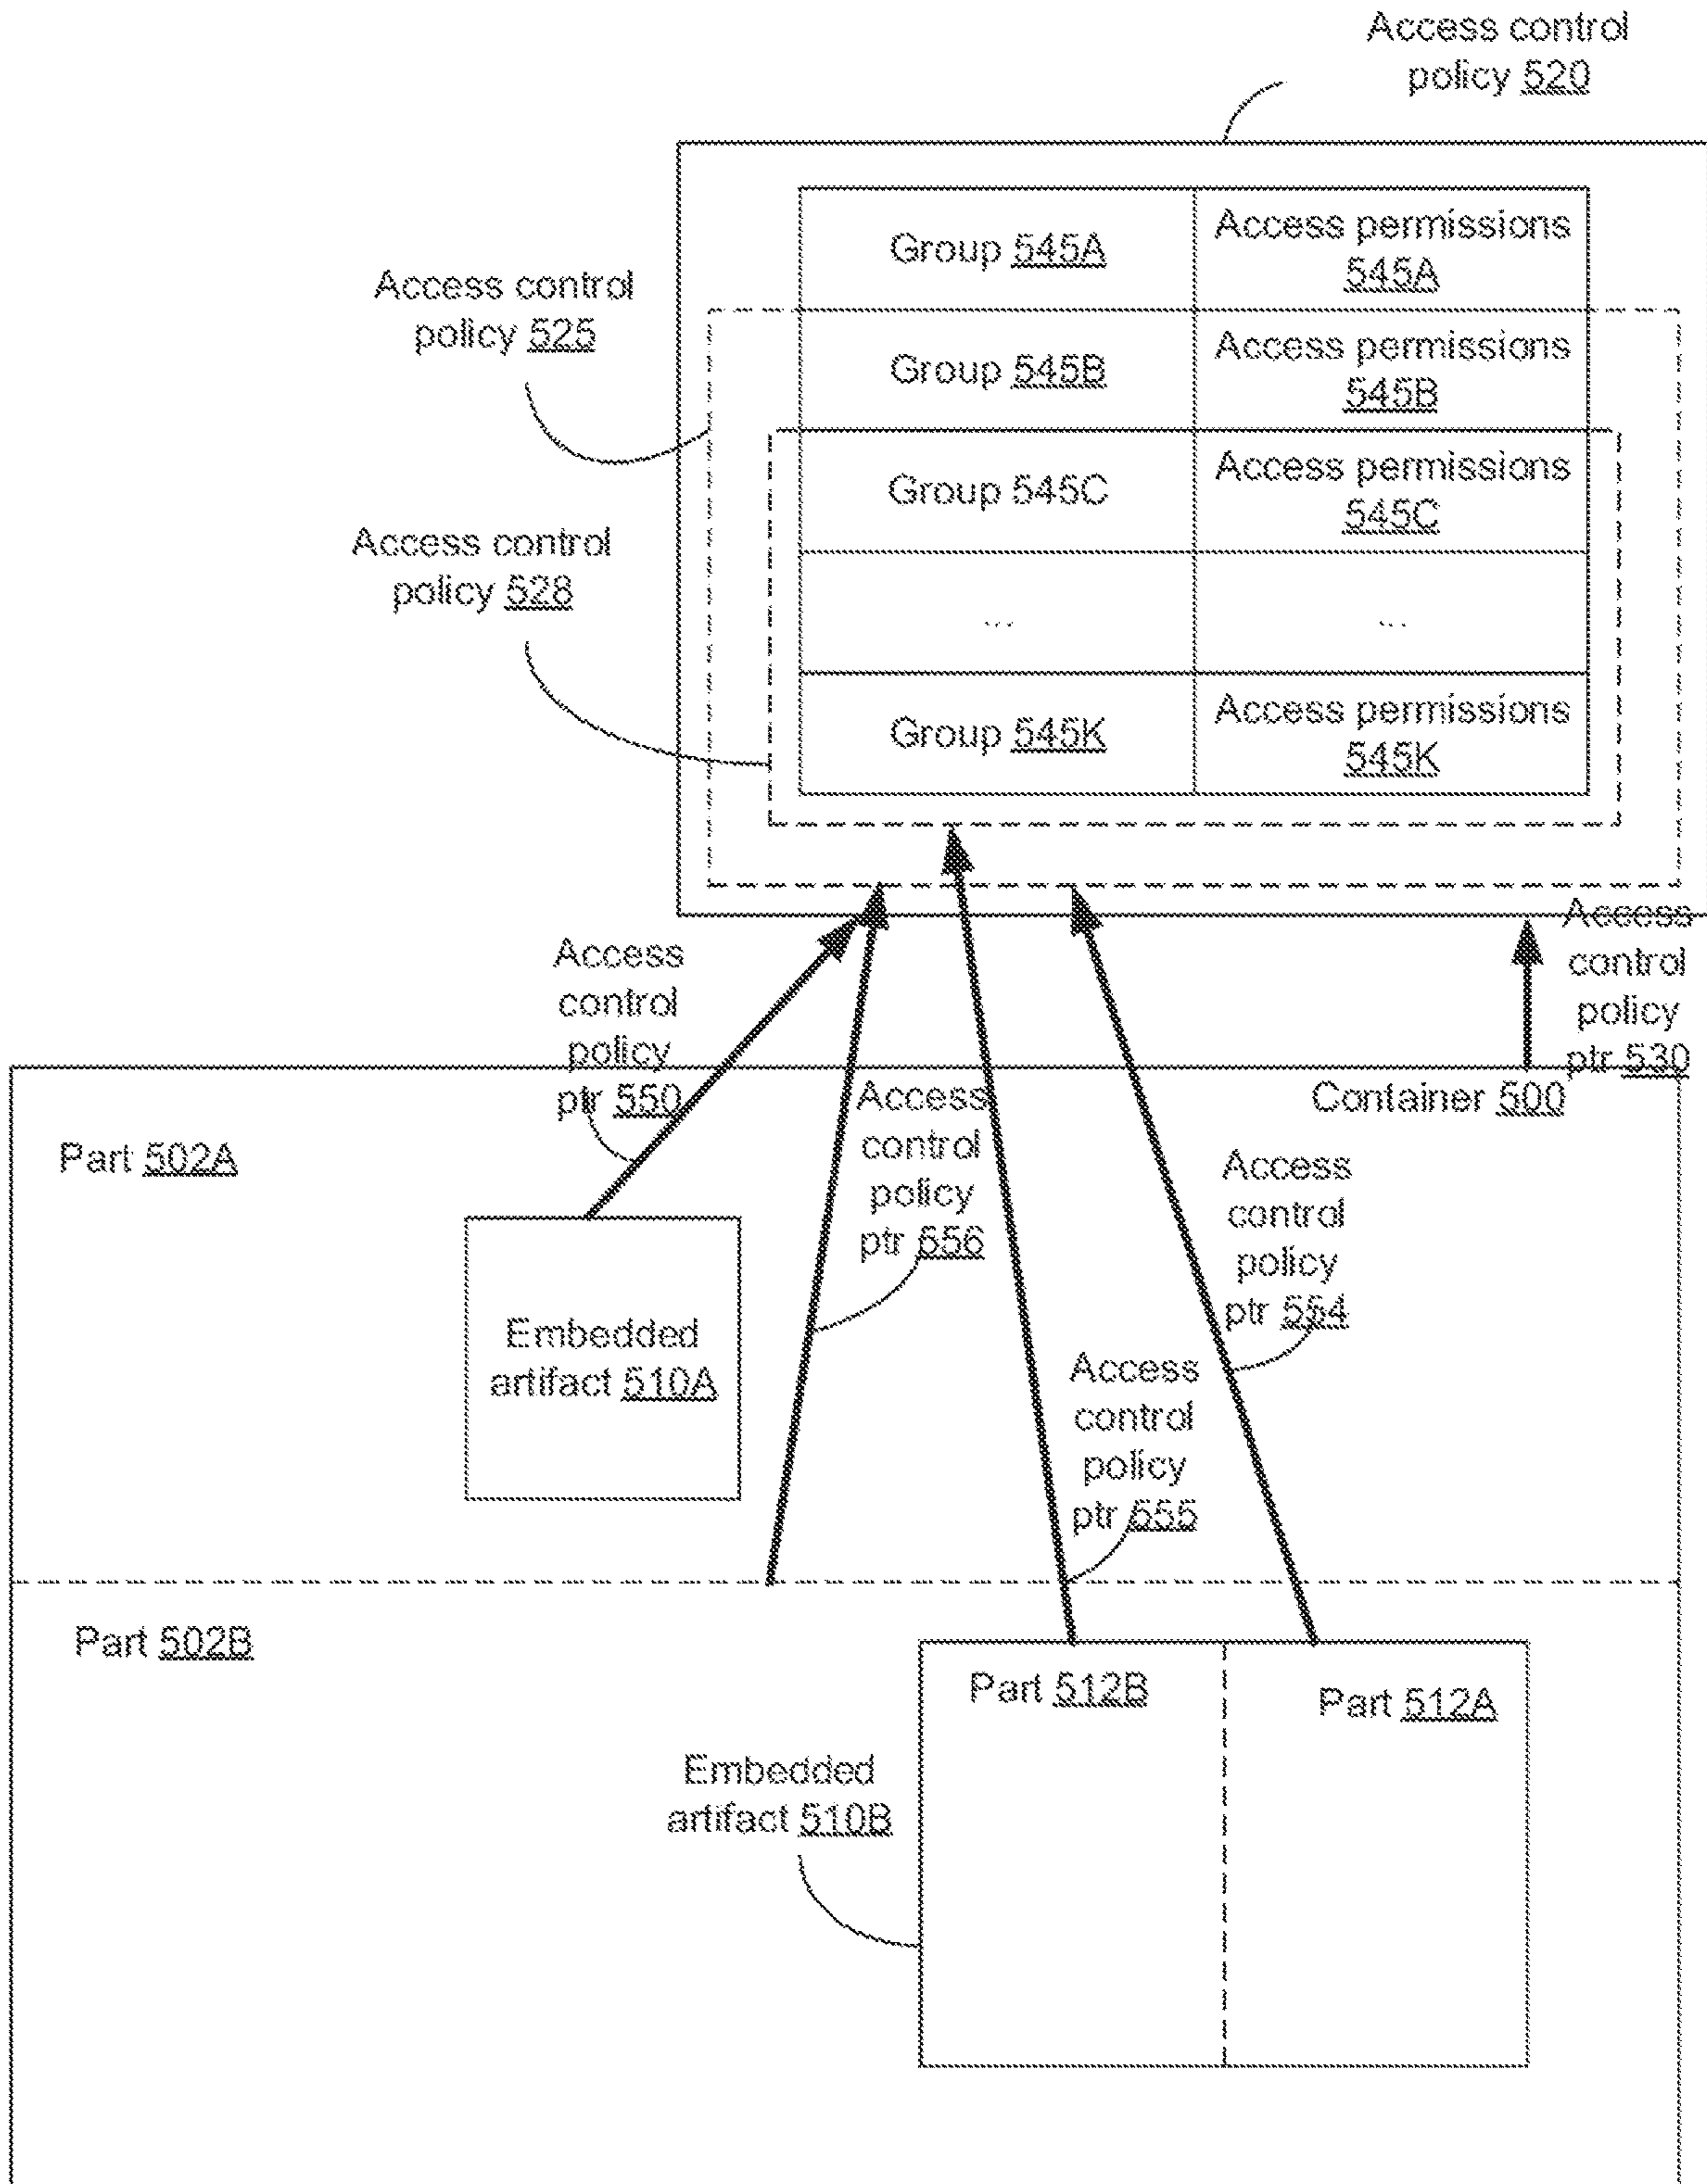 Access control
policy 520
Group 545A
Access permissions
545A
Access control
policy 525
Group 545B
Access permissions
545B
Group 545C
Access permissions
545C
Access control
policy 528
...
...
Group 545K
Access permissions
545K
Access
control
policy
ptr 550
Access
control
policy
ptr 530
Container 500
Part 502A
Access
control
policy
ptr 556
Access
control
policy
ptr 554
Embedded
artifact 510A
Access
control
policy
ptr 555
Part 502B
Part 512B
Part 512A
Embedded
artifact 510B